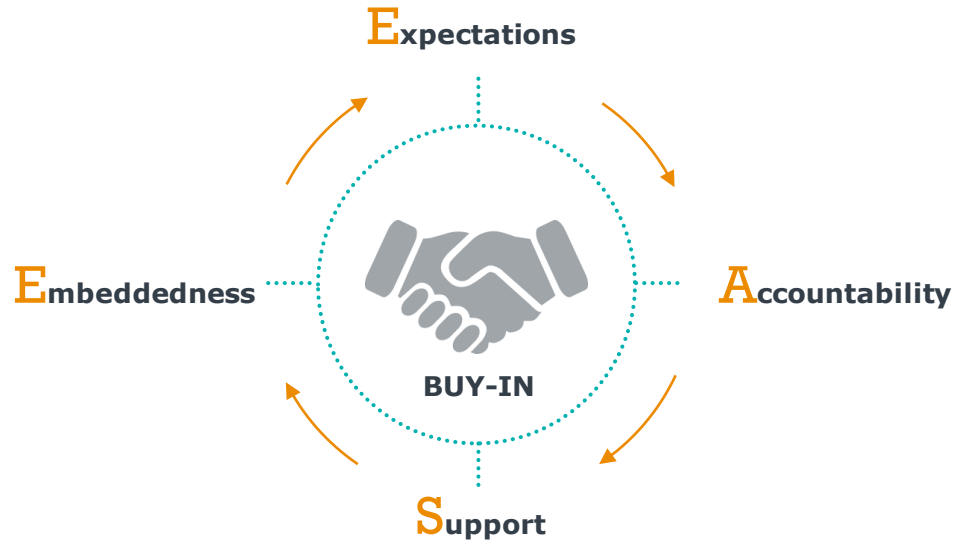 Expectations
Embeddedness
Accountability
BUY-IN
Support